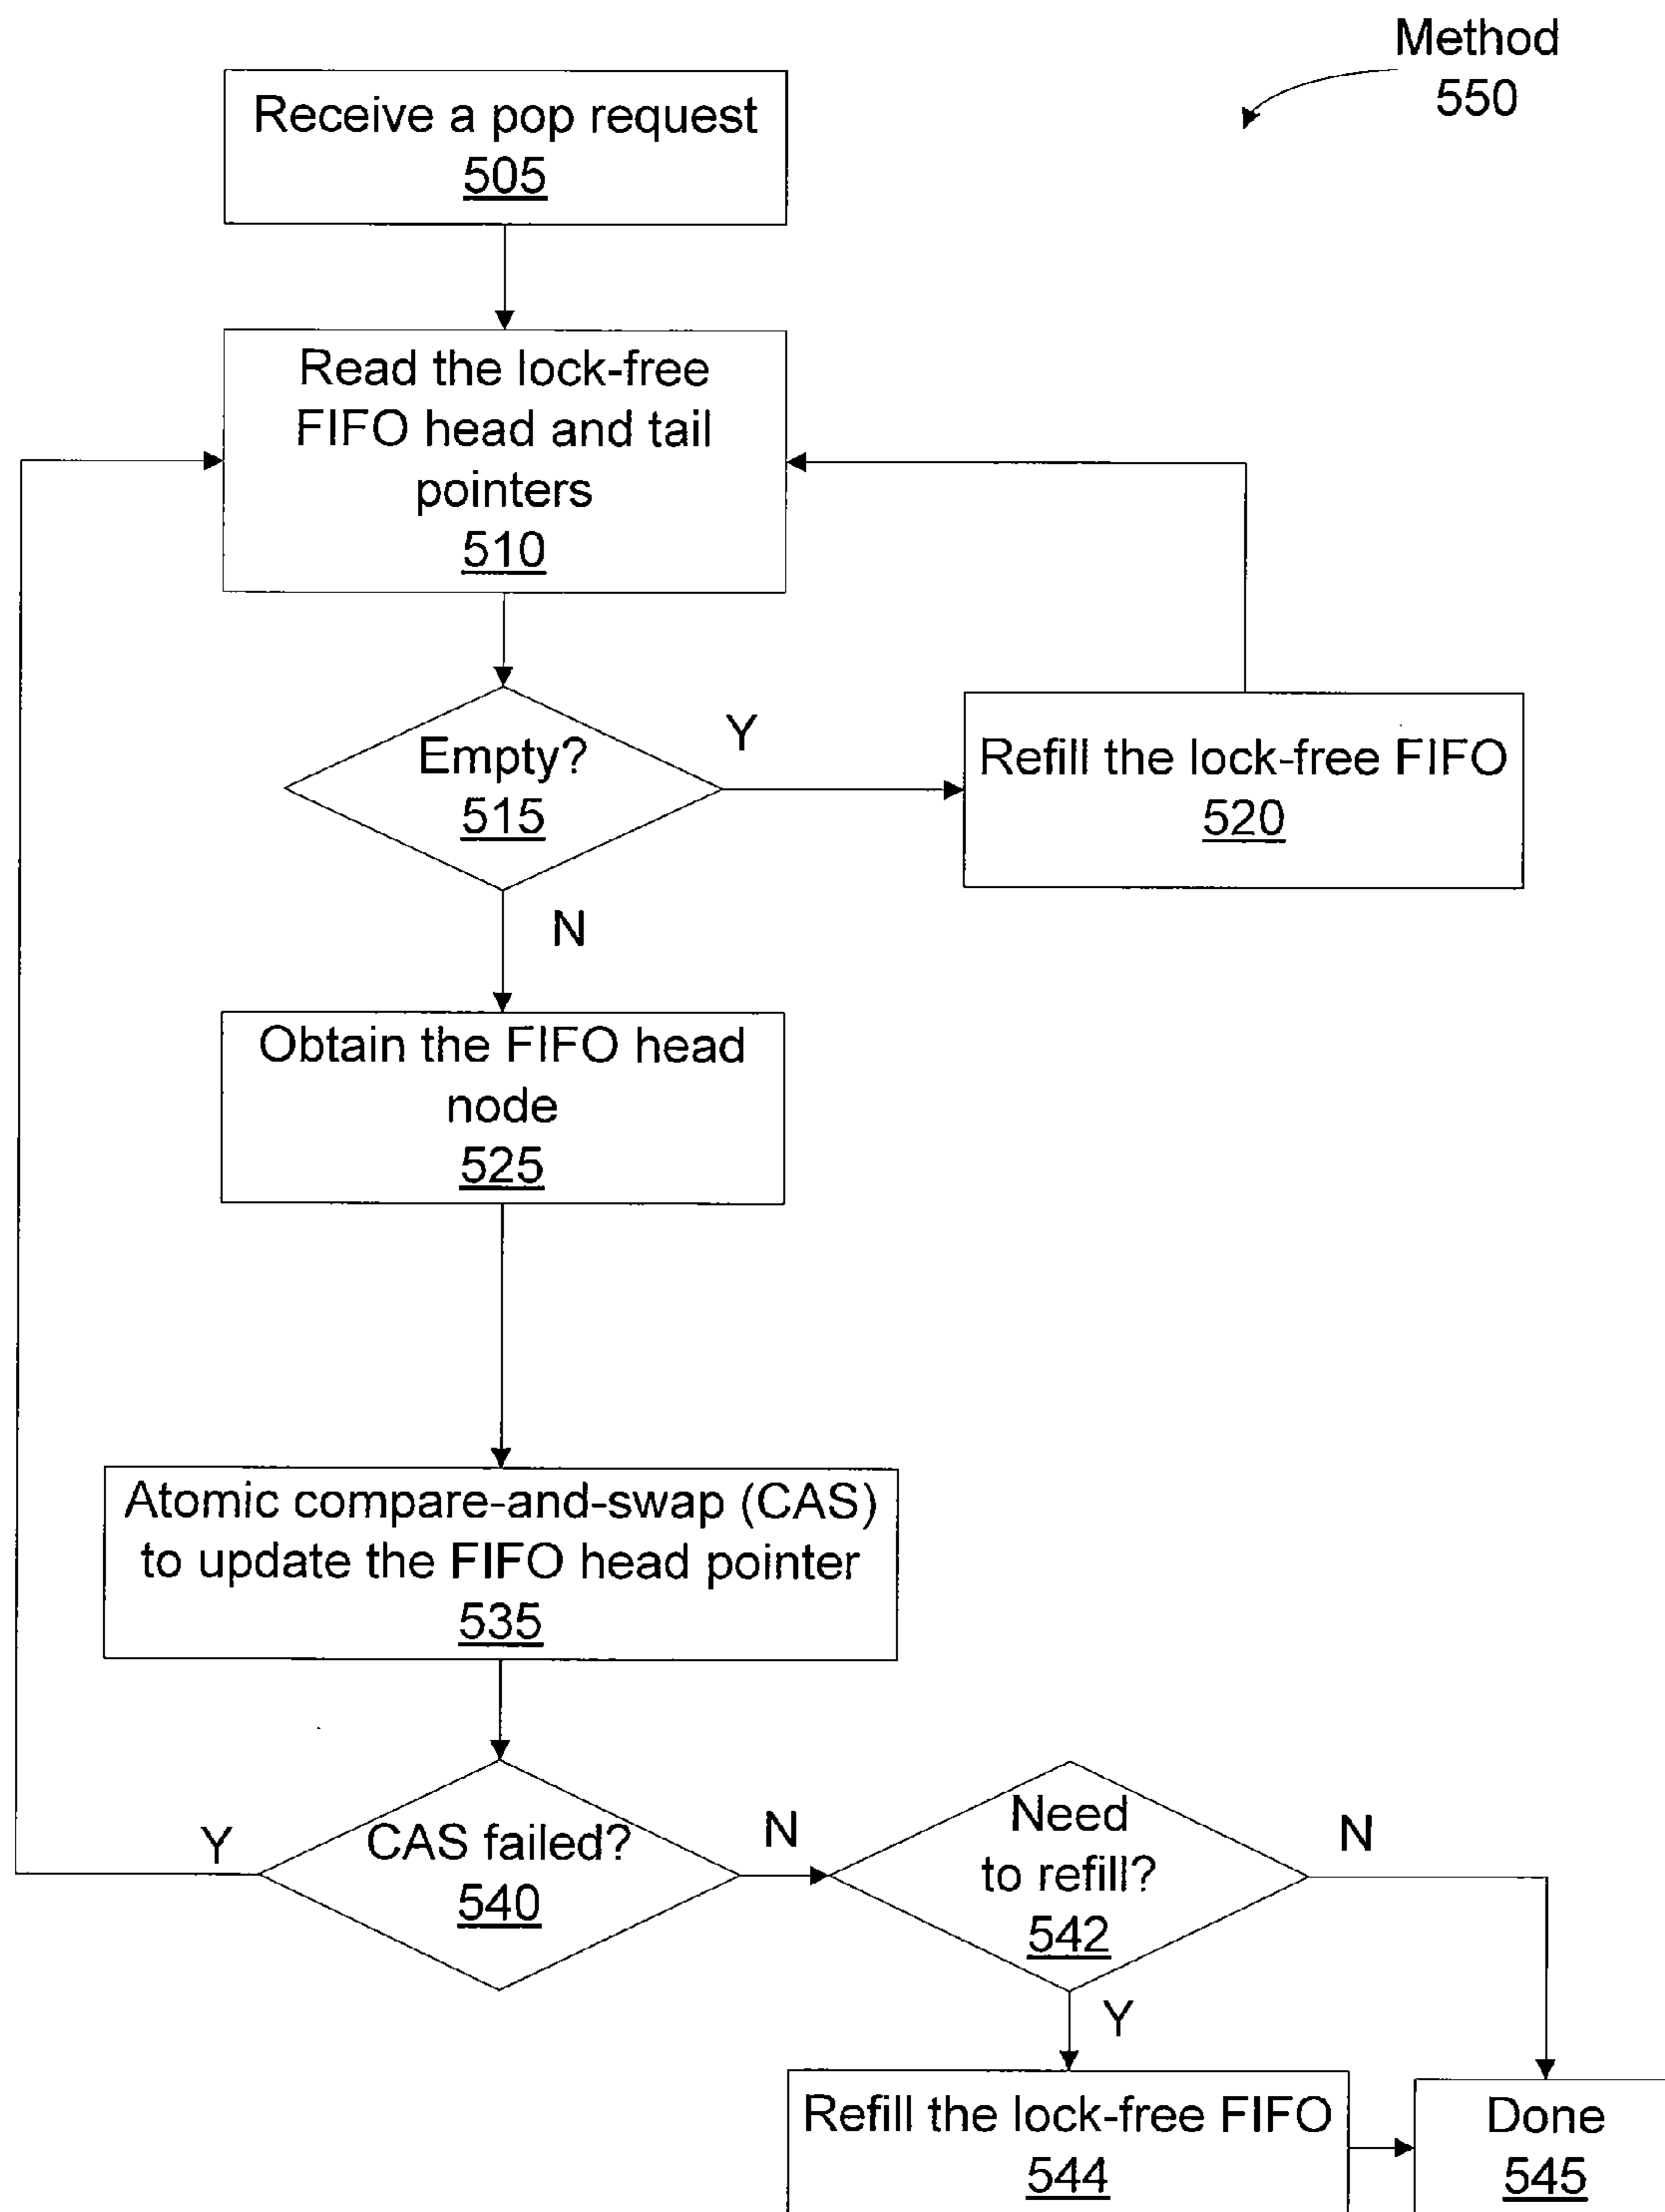 Method
550
Receive a pop request
505
Read the lock-free
FIFO head and tail
pointers
510
Empty?
515
Y
Refill the lock-free FIFO
520
N
Obtain the FIFO head
node
525
Atomic compare-and-swap (CAS)
to update the FIFO head pointer
535
Y
CAS failed?
540
N
Need
to refill?
542
N
Y
Refill the lock-free FIFO
544
Done
545